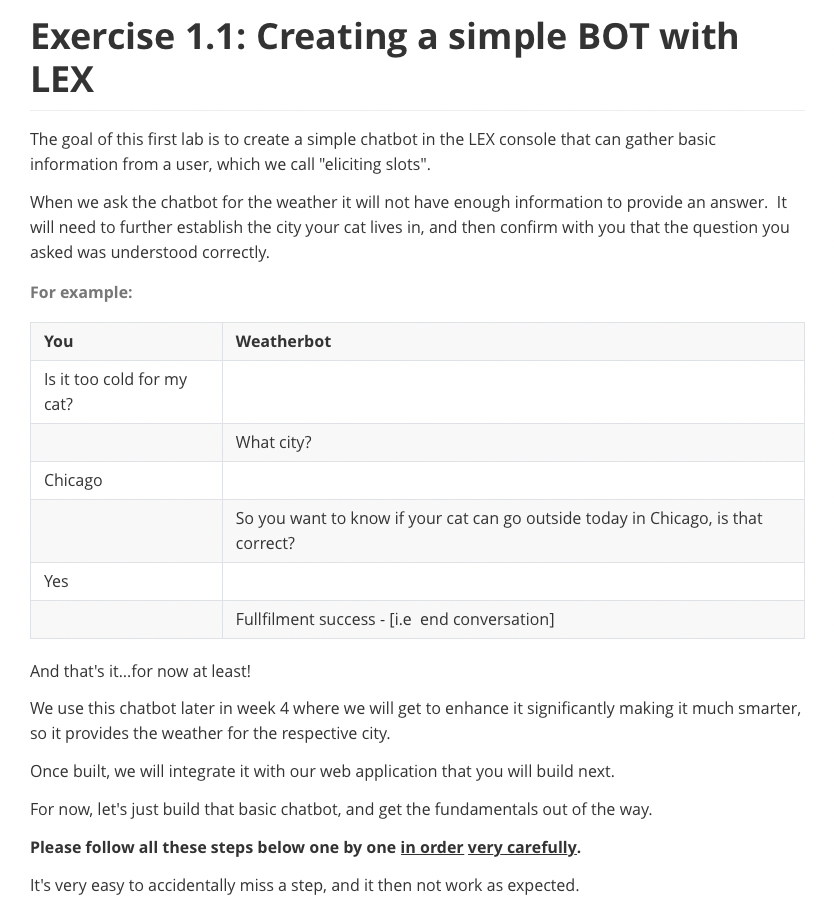 Exercise 1.1: Creating a simple BOT with
LEX
The goal of this first lab is to create a simple chatbot in the LEX console that can gather basic
information from a user, which we call "eliciting slots".
When we ask the chatbot for the weather it will not have enough information to provide an answer.  It
will need to further establish the city your cat lives in, and then confirm with you that the question you
asked was understood correctly.
For example:
You Weatherbot
Is it too cold for my
cat?
What city?
Chicago
So you want to know if your cat can go outside today in Chicago, is that
correct?
Yes
Fullfilment success - [i.e  end conversation]
And that's it...for now at least!
We use this chatbot later in week 4 where we will get to enhance it significantly making it much smarter,
so it provides the weather for the respective city.
Once built, we will integrate it with our web application that you will build next.
For now, let's just build that basic chatbot, and get the fundamentals out of the way.
Please follow all these steps below one by one in order very carefully.
It's very easy to accidentally miss a step, and it then not work as expected.